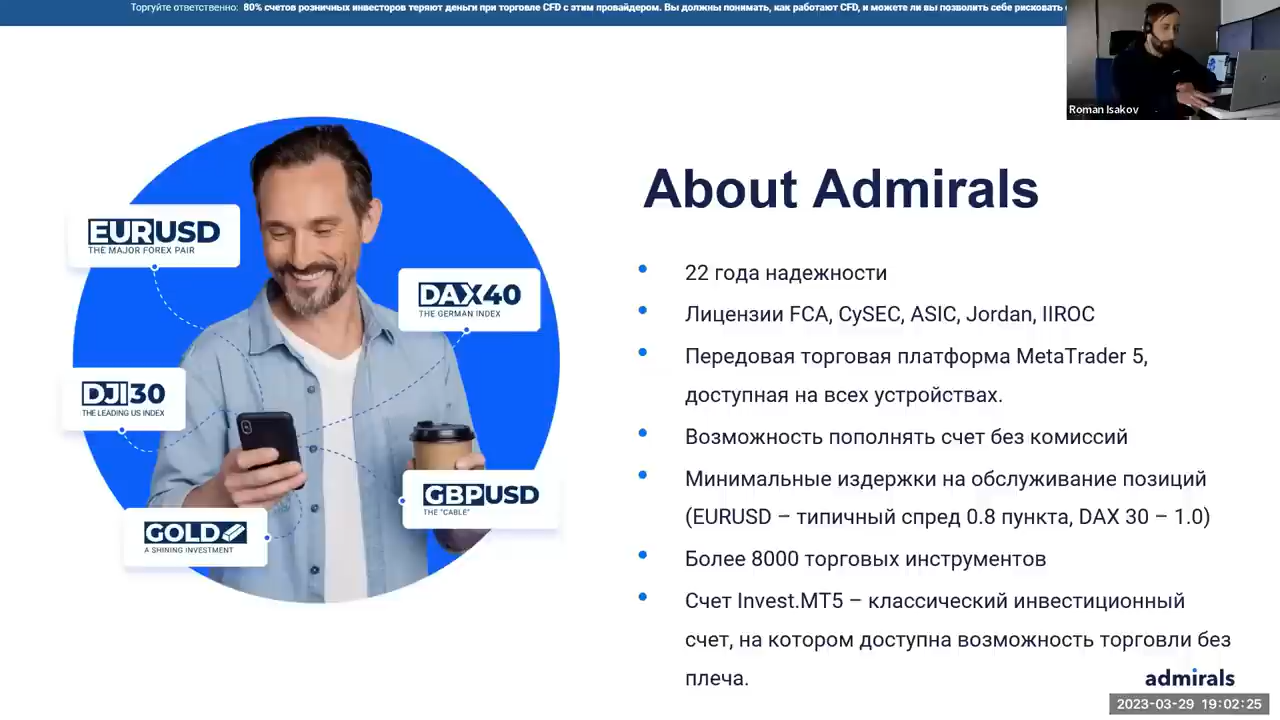 Торгуйте ответственно: 80% счетов розничных инвесторов теряют деньги при торговле CFD с этим провайдером. Вы должны понимать, как работают CFD, и можете ли вы позволить себе рисковать
Roman Isakov
About Admirals
EURUSD
THE MAJOR FOREX PAIR
DAX40
THE GERMAN INDEX
DJI30
THE LEADING US INDEX
GBPUSD
THE "CABLE"
GOLD
A SHINING INVESTMENT
• 22 года надежности
• Лицензии FCA, CySEC, ASIC, Jordan, IIROC
• Передовая торговая платформа MetaTrader 5,
доступная на всех устройствах.
• Возможность пополнять счет без комиссий
• Минимальные издержки на обслуживание позиций
(EURUSD – типичный спред 0.8 пункта, DAX 30 – 1.0)
• Более 8000 торговых инструментов
• Счет Invest.MT5 – классический инвестиционный
счет, на котором доступна возможность торговли без
плеча.
admirals
2023-03-29 19:02:25